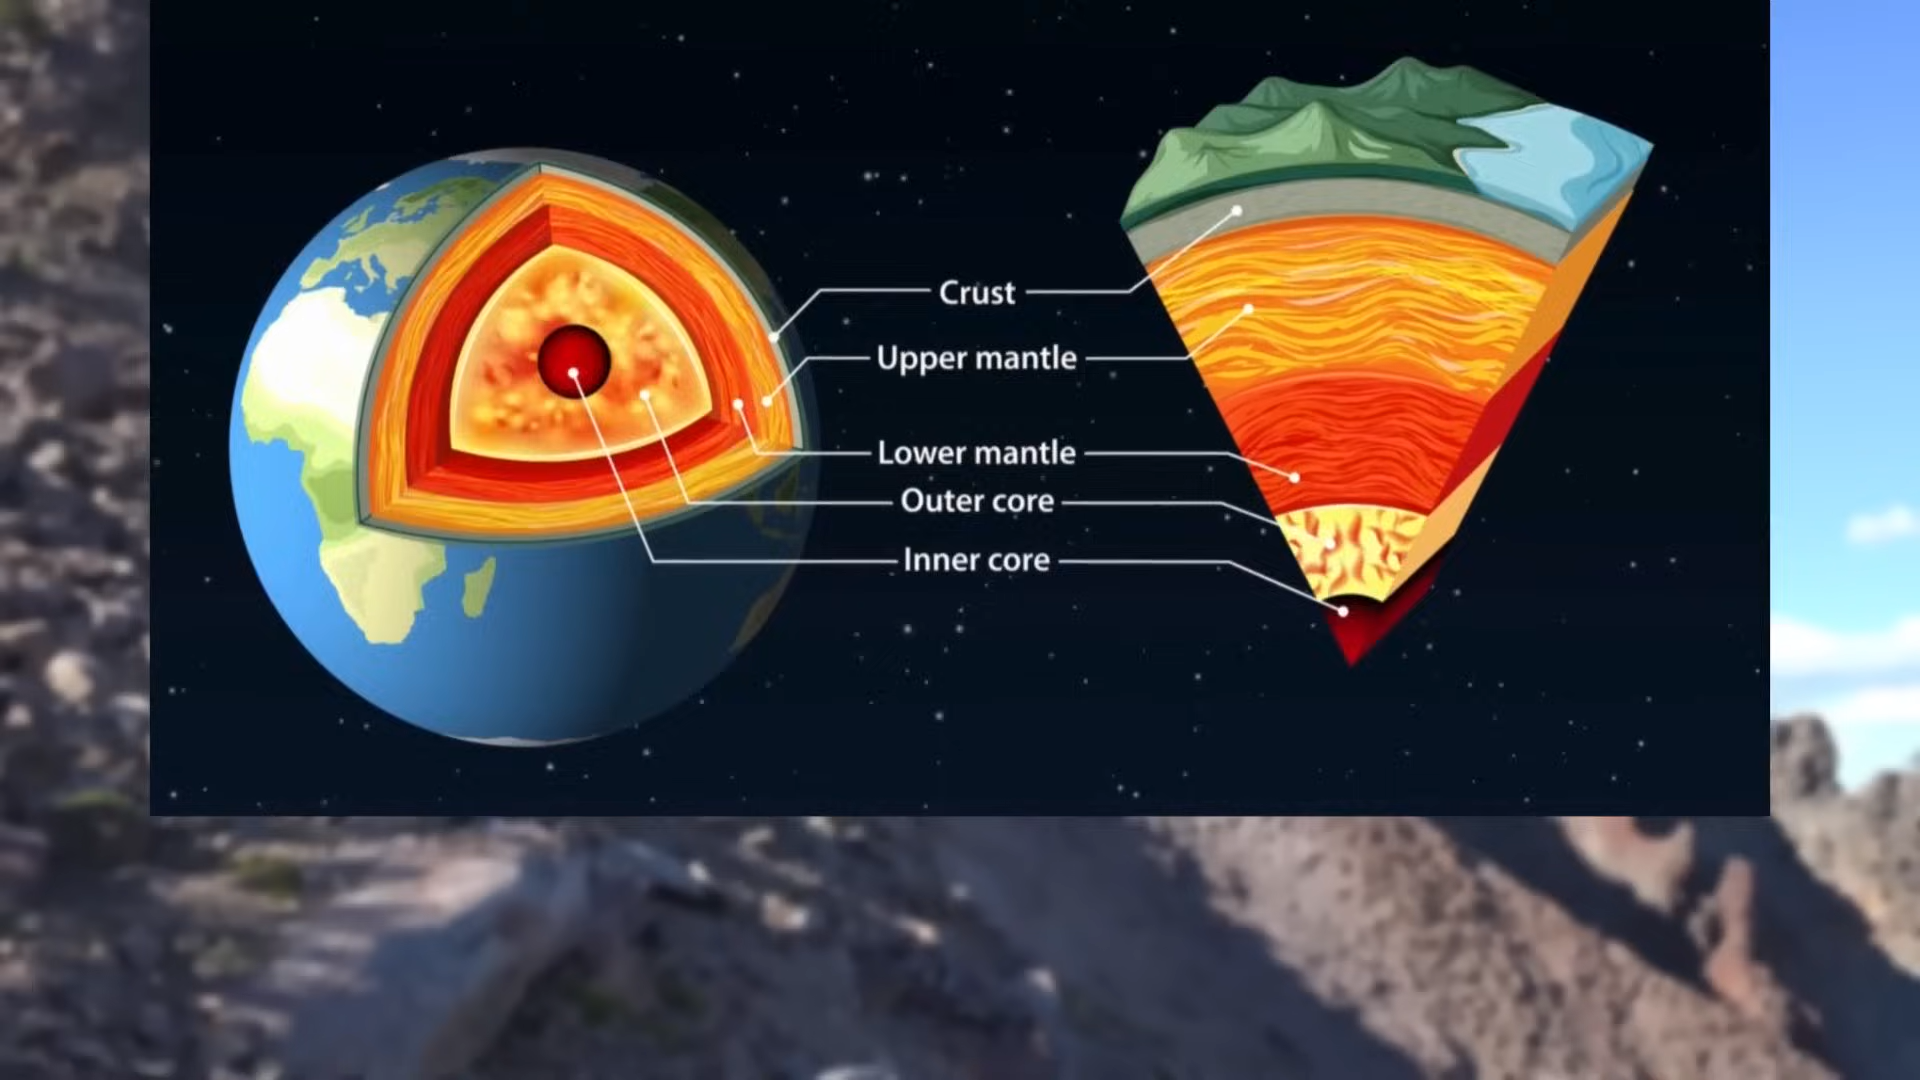 Crust
Upper mantle
Lower mantle
Outer core
Inner core